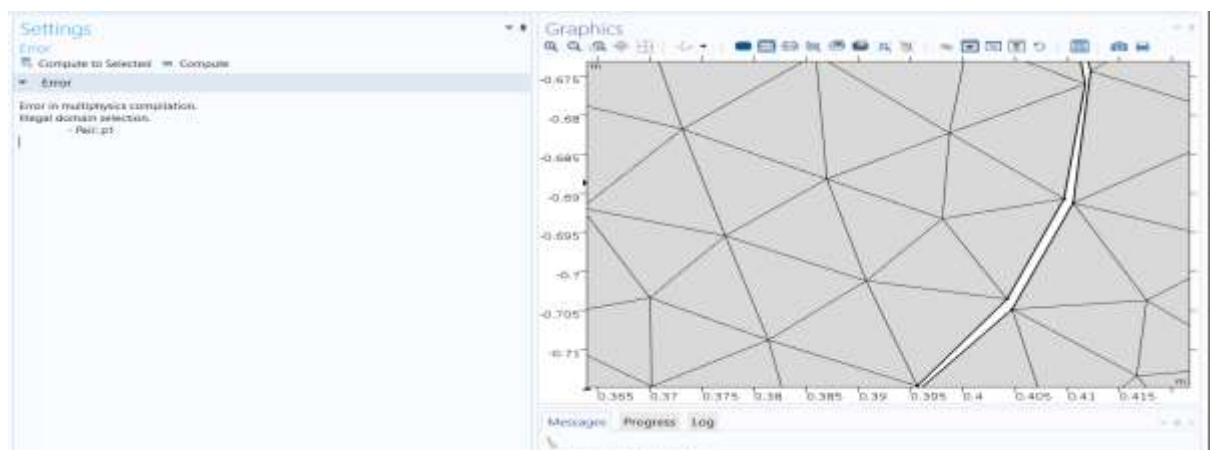 Settings
Error
Compute to Selected = Compute
Error
Error in multiphysics compilation.
Illegal domain selection.
- Pair: p1
Graphics
m
-0.675
-0.68
-0.685
-0.69
-0.695
-0.7
-0.705
-0.71
m
0.365 0.37 0.375 0.38 0.385 0.39 0.395 0.4 0.405 0.41 0.415
Messages Progress Log